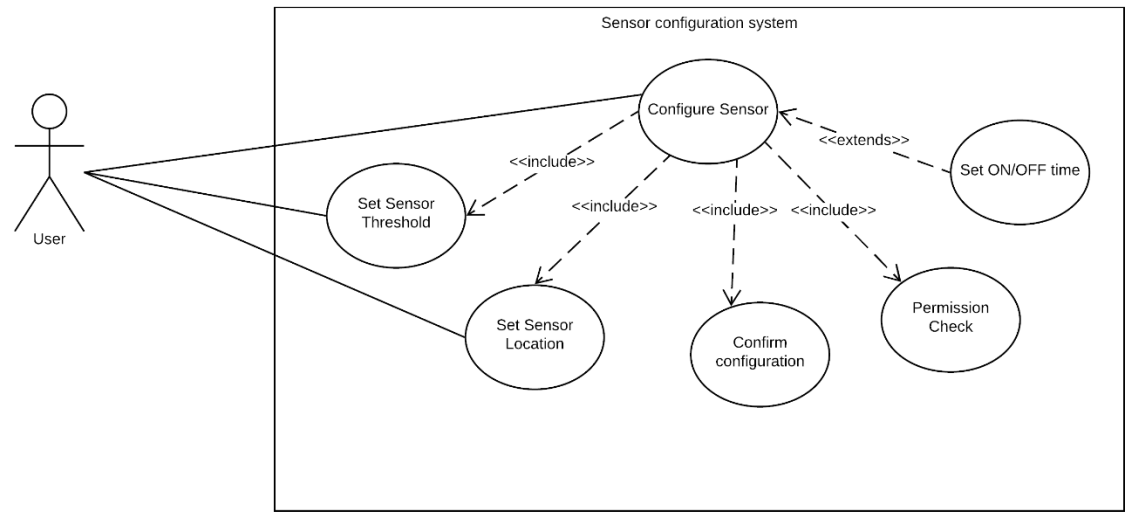 Sensor configuration system
Configure Sensor
<<extends>>
Set ON/OFF time
<<include>>
Set Sensor
Threshold
<<include>>
<<include>>
<<include>>
User
Set Sensor
Location
Confirm
configuration
Permission
Check